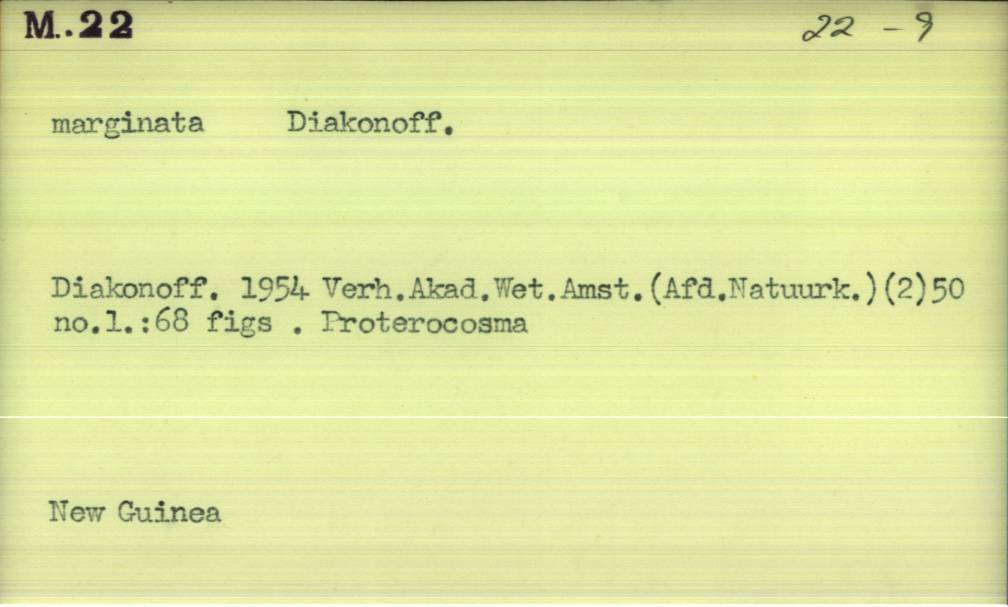 M.22
22 - 9
marginata Diakonoff.
Diakonoff. 1954 Verh.Akad.Wet.Amst.(Afd.Natuurk.)(2)50
no.1.:68 figs . Proterocosma
New Guinea